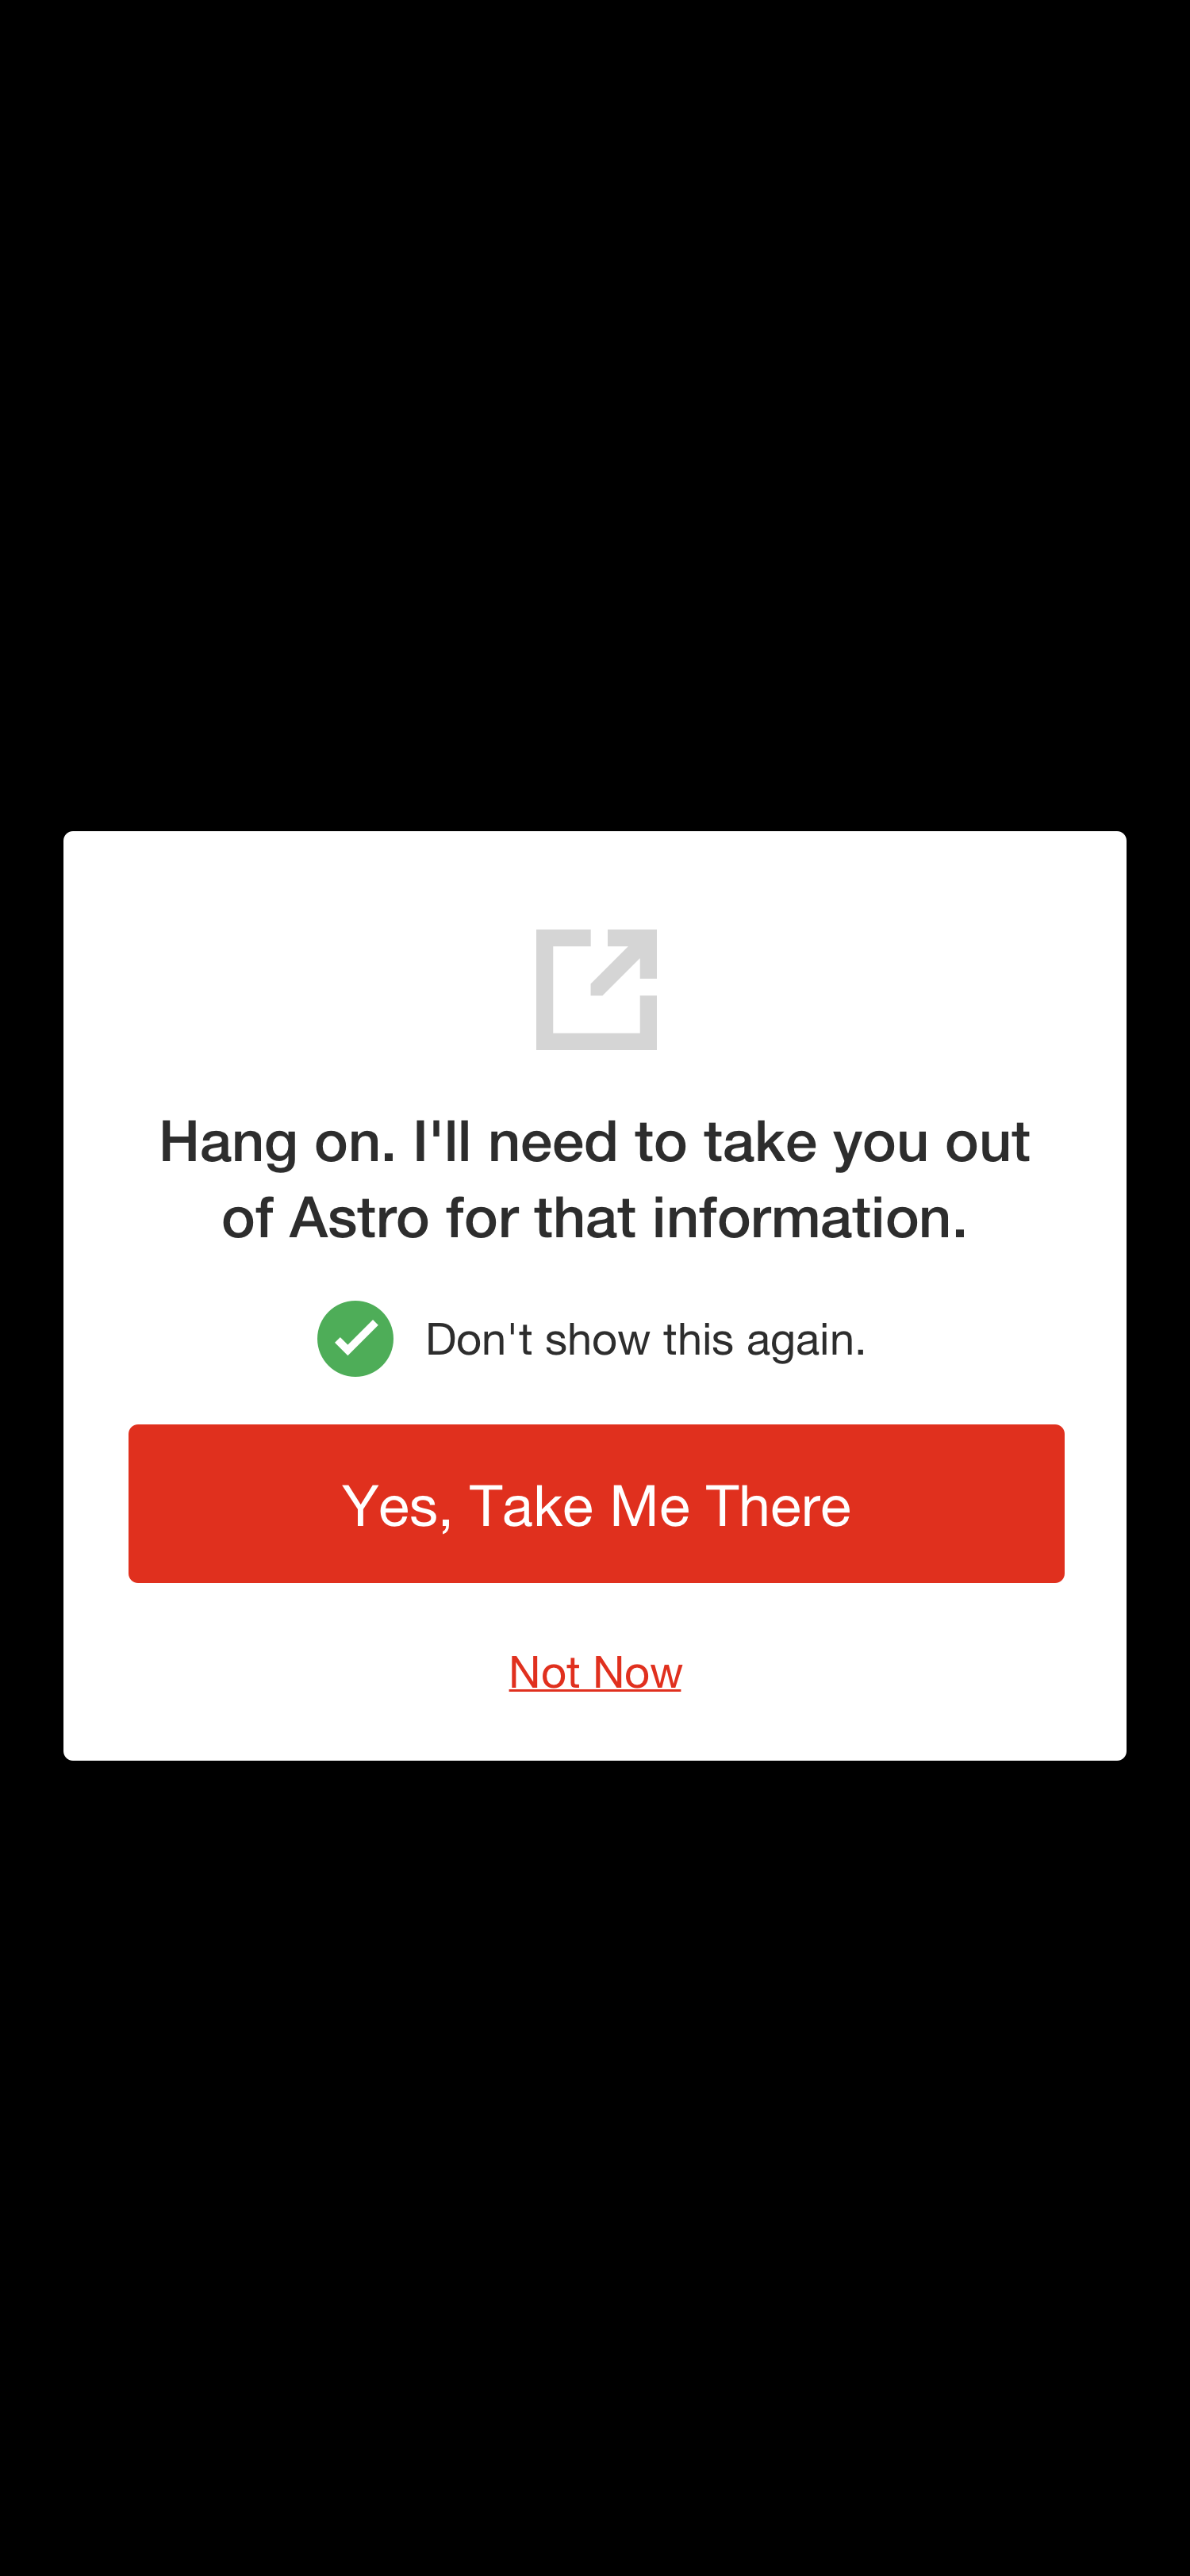 Hang on. I'll need to take you out
of Astro for that information.
Don't show this again.
Yes, Take Me There
Not Now